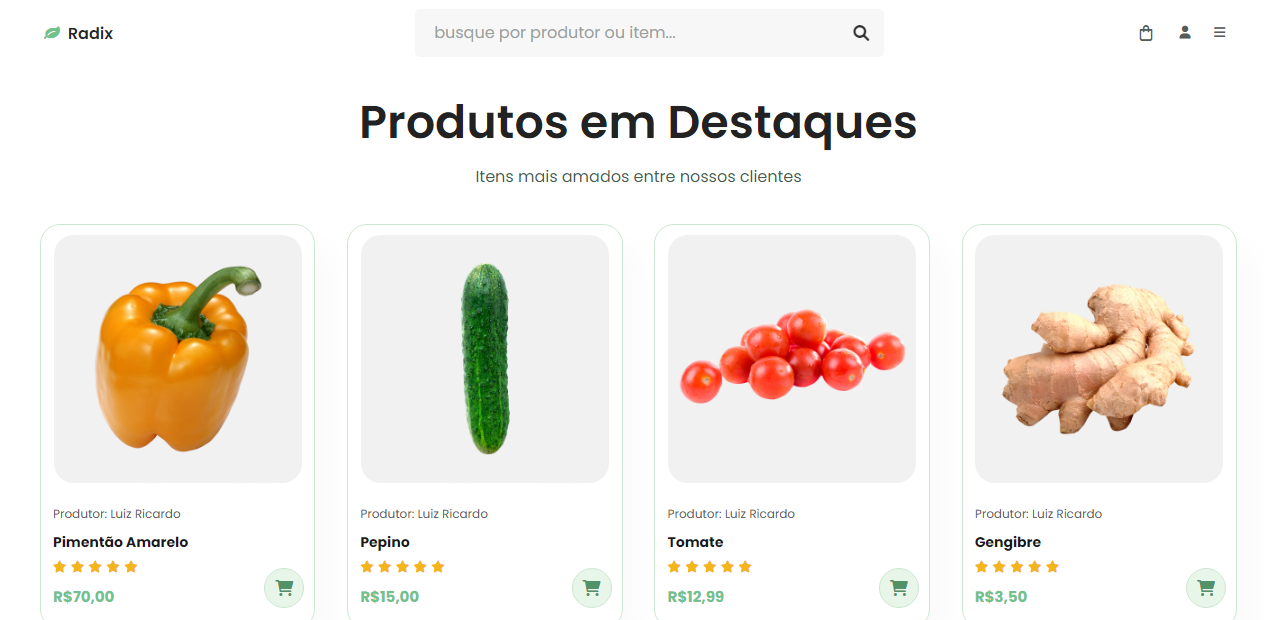 Radix
busque por produtor ou item...
Produtos em Destaques
Itens mais amados entre nossos clientes
Produtor: Luiz Ricardo
Pimentão Amarelo
R$70,00
Produtor: Luiz Ricardo
Pepino
R$15,00
Produtor: Luiz Ricardo
Tomate
R$12,99
Produtor: Luiz Ricardo
Gengibre
R$3,50